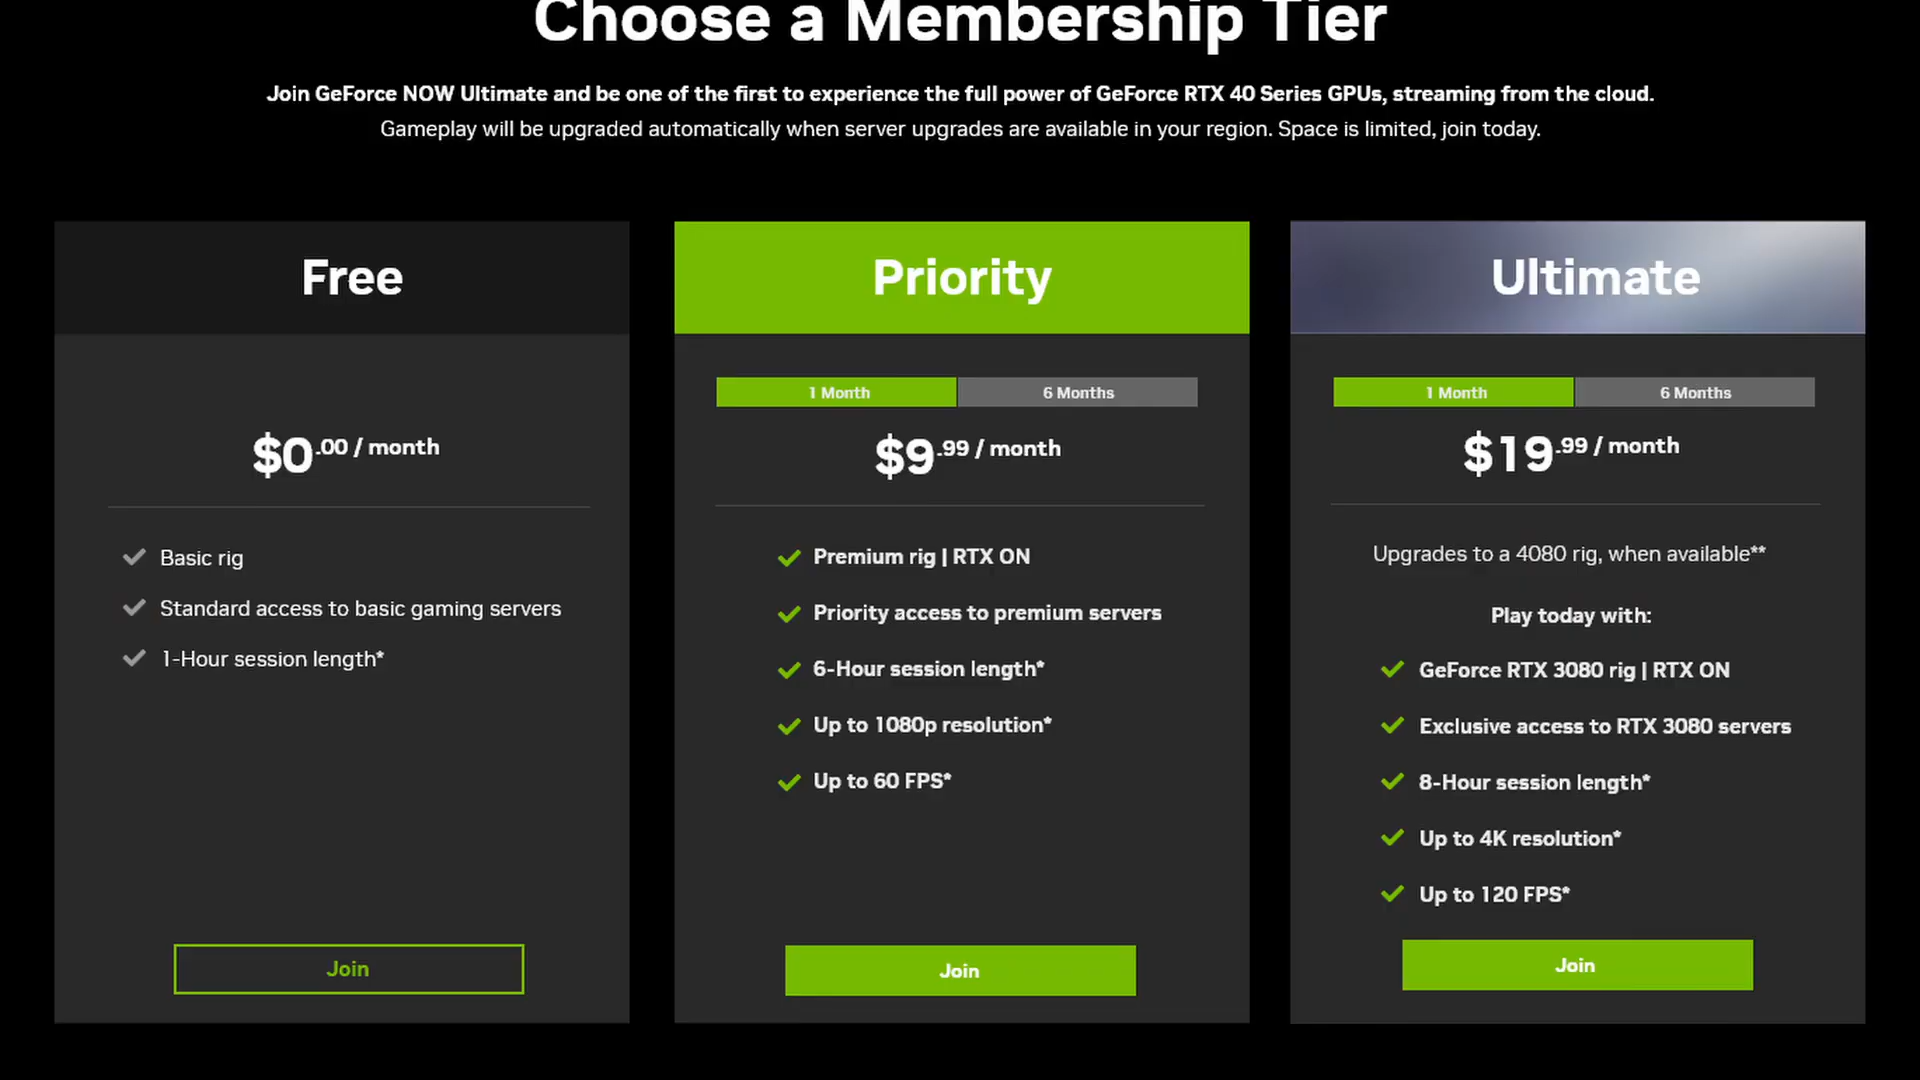 Choose a Membership Tier
Join GeForce NOW Ultimate and be one of the first to experience the full power of GeForce RTX 40 Series GPUs, streaming from the cloud.
Gameplay will be upgraded automatically when server upgrades are available in your region. Space is limited, join today.
Free
$0.00 / month
Basic rig
Standard access to basic gaming servers
1-Hour session length*
Join
Priority
1 Month
6 Months
$9.99 / month
Premium rig | RTX ON
Priority access to premium servers
6-Hour session length*
Up to 1080p resolution*
Up to 60 FPS*
Join
Ultimate
1 Month
6 Months
$19.99 / month
Upgrades to a 4080 rig, when available**
Play today with:
GeForce RTX 3080 rig | RTX ON
Exclusive access to RTX 3080 servers
8-Hour session length*
Up to 4K resolution*
Up to 120 FPS*
Join